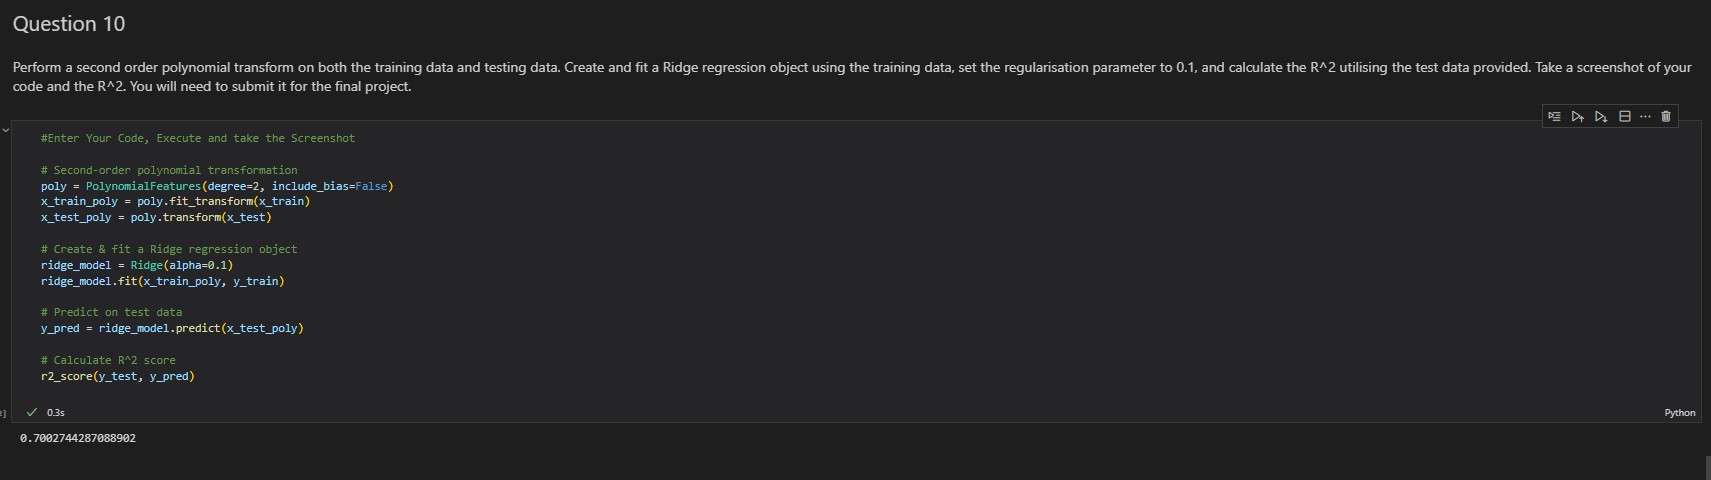 Question 10
Perform a second order polynomial transform on both the training data and testing data. Create and fit a Ridge regression object using the training data, set the regularisation parameter to 0.1, and calculate the R^2 utilising the test data provided. Take a screenshot of your
code and the R^2. You will need to submit it for the final project.
#Enter Your Code, Execute and take the Screenshot
# Second-order polynomial transformation
poly = PolynomialFeatures(degree=2, include_bias=False)
x_train_poly = poly.fit_transform(x_train)
x_test_poly = poly.transform(x_test)
# Create & fit a Ridge regression object
ridge_model = Ridge(alpha=0.1)
ridge_model.fit(x_train_poly, y_train)
# Predict on test data
y_pred = ridge_model.predict(x_test_poly)
# Calculate R^2 score
r2_score(y_test, y_pred)
0.3s
Python
0.7002744287088902